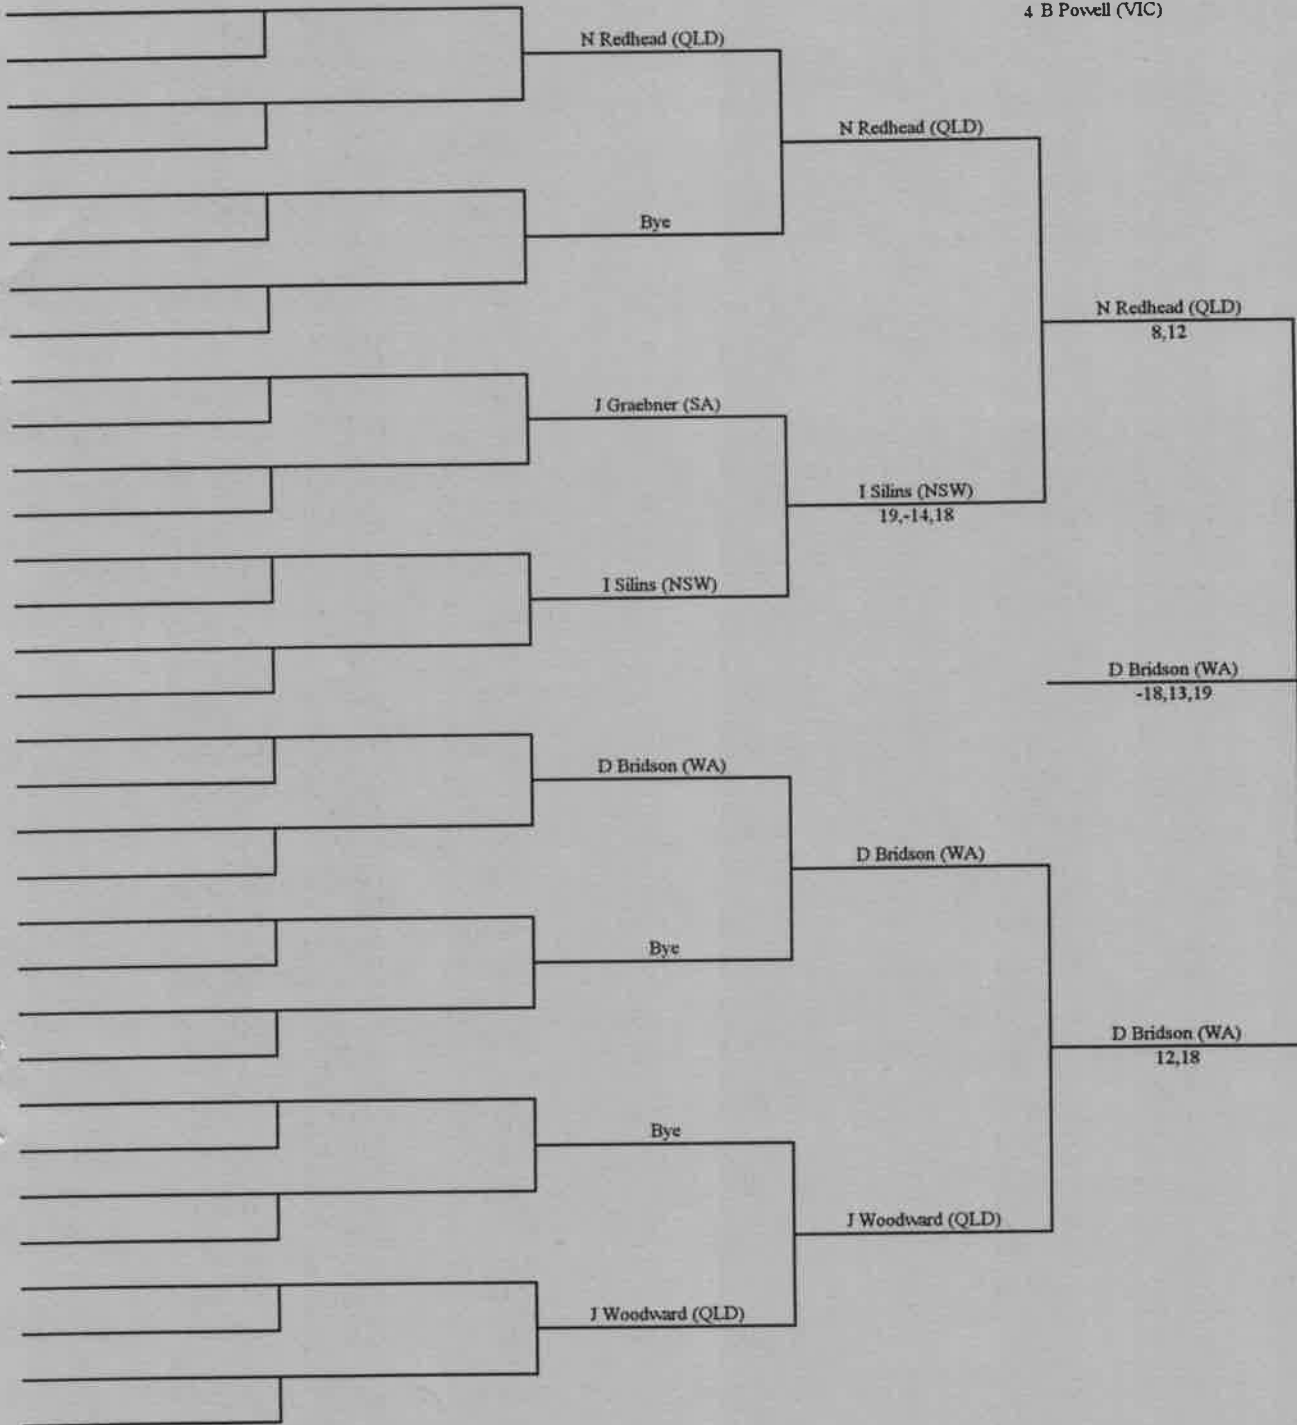 4 B Powell (VIC)
N Redhead (QLD)
N Redhead (QLD)
Bye
N Redhead (QLD)
8,12
J Graebner (SA)
I Silins (NSW)
19,-14,18
I Silins (NSW)
D Bridson (WA)
-18,13,19
D Bridson (WA)
D Bridson (WA)
Bye
D Bridson (WA)
12,18
Bye
J Woodward (QLD)
J Woodward (QLD)